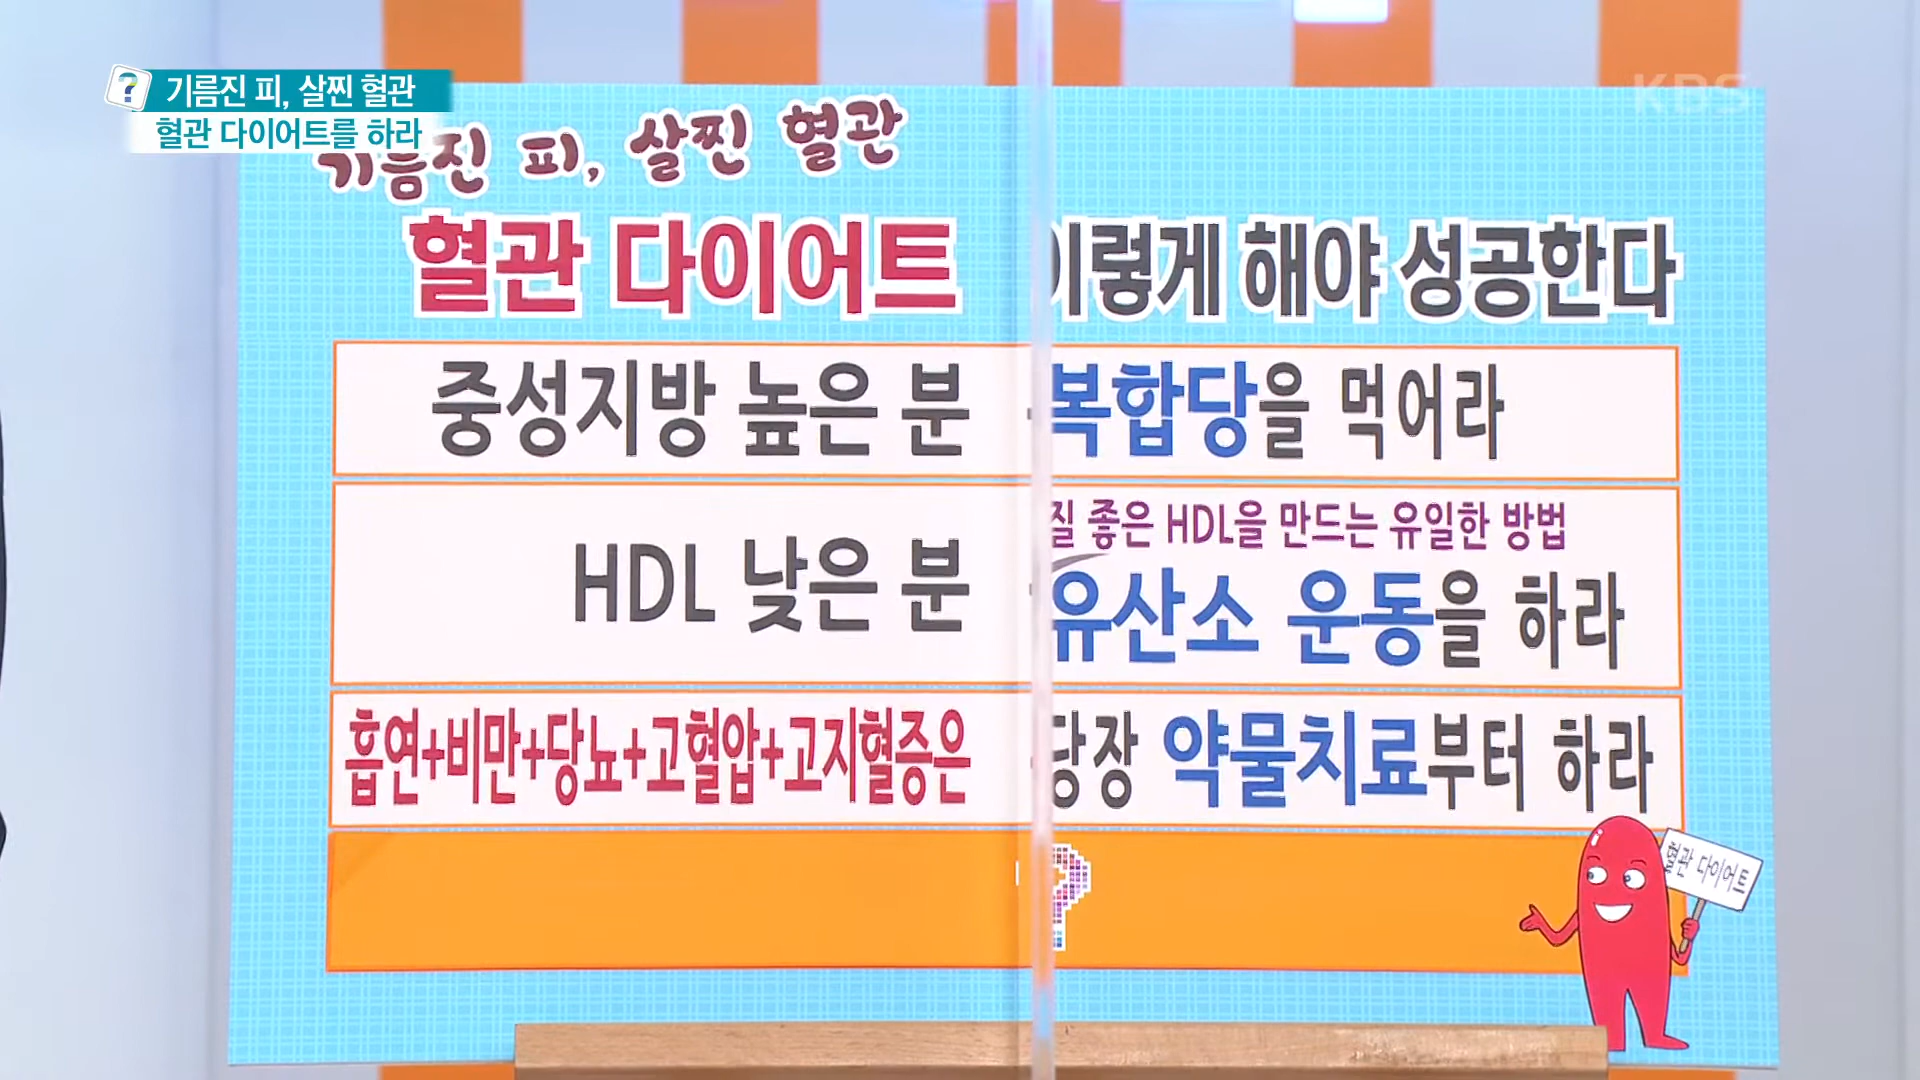 기름진 피, 살찐 혈관
혈관 다이어트를 하라
KBS
기름진 피, 살찐 혈관
혈관 다이어트 이렇게 해야 성공한다
중성지방 높은 분 복합당을 먹어라
질 좋은 HDL을 만드는 유일한 방법
HDL 낮은 분 유산소 운동을 하라
흡연+비만+당뇨+고혈압+고지혈증은 당장 약물치료부터 하라
?
혈관 다이어트